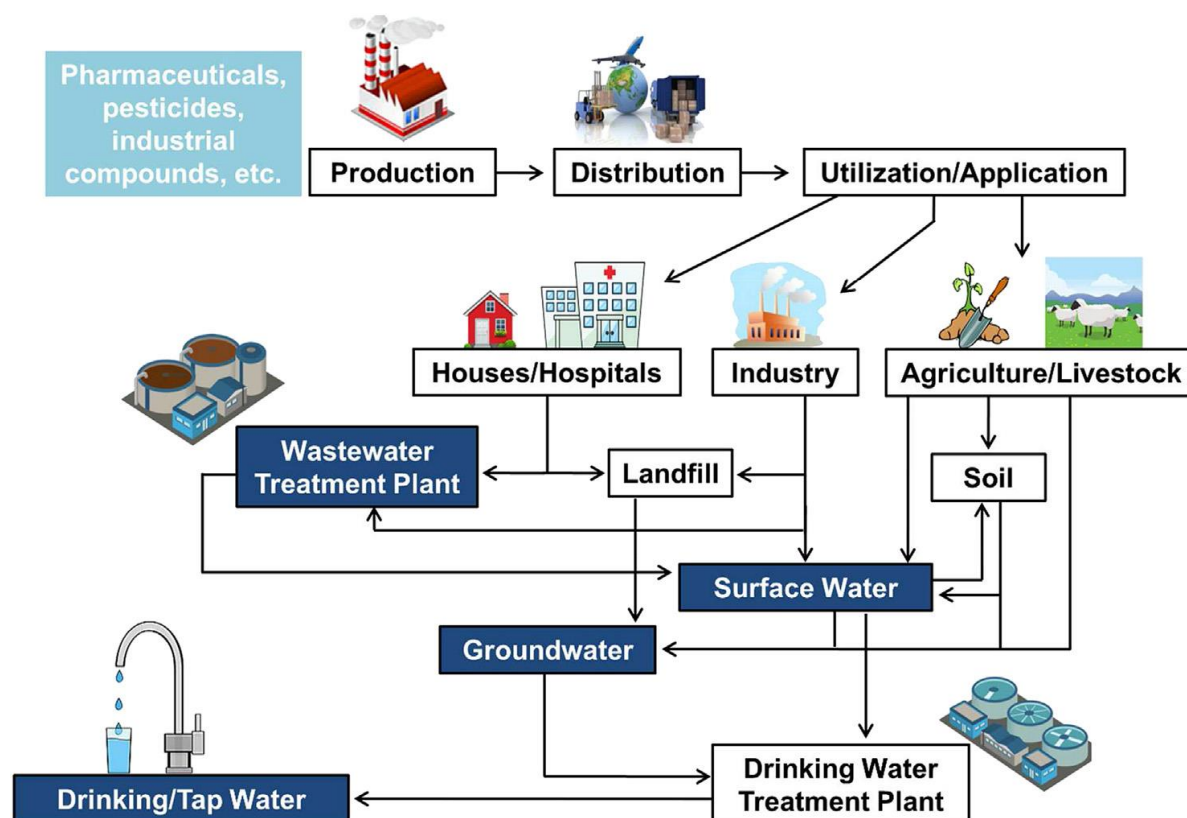 Pharmaceuticals,
pesticides,
industrial
compounds, etc.
Production
Distribution
Utilization/Application
Houses/Hospitals
Industry
Agriculture/Livestock
Wastewater
Treatment Plant
Landfill
Soil
Surface Water
Groundwater
Drinking Water
Treatment Plant
Drinking/Tap Water